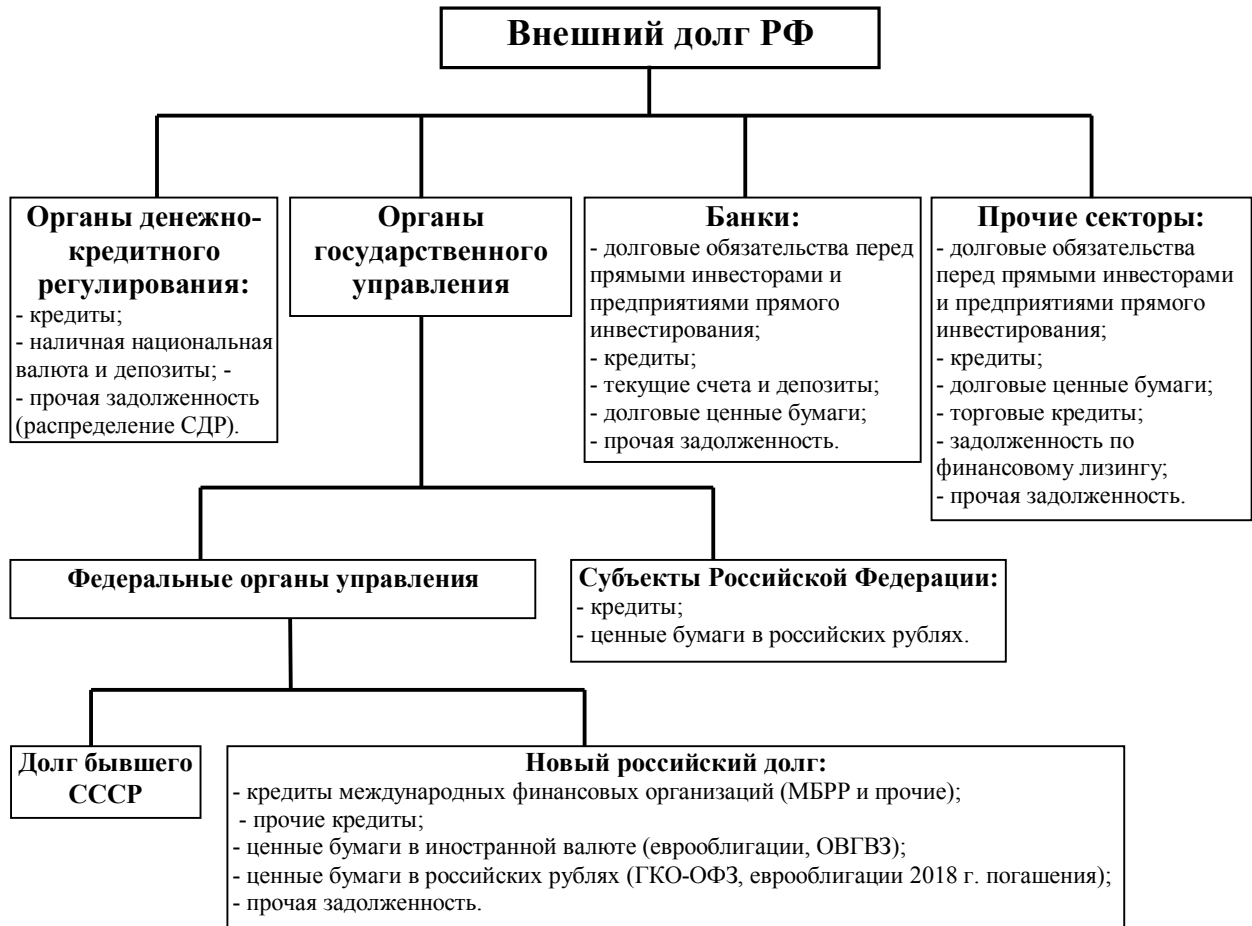 Внешний долг РФ
Органы денежно-
кредитного
регулирования:
- кредиты;
- наличная национальная
валюта и депозиты; -
- прочая задолженность
(распределение СДР).
Органы
государственного
управления
Банки:
- долговые обязательства перед
прямыми инвесторами и
предприятиями прямого
инвестирования;
- кредиты;
- текущие счета и депозиты;
- долговые ценные бумаги;
- прочая задолженность.
Прочие секторы:
- долговые обязательства
перед прямыми инвесторами
и предприятиями прямого
инвестирования;
- кредиты;
- долговые ценные бумаги;
- торговые кредиты;
- задолженность по
финансовому лизингу;
- прочая задолженность.
Федеральные органы управления
Субъекты Российской Федерации:
- кредиты;
- ценные бумаги в российских рублях.
Долг бывшего
СССР
Новый российский долг:
- кредиты международных финансовых организаций (МБРР и прочие);
- прочие кредиты;
- ценные бумаги в иностранной валюте (еврооблигации, ОВГВЗ);
- ценные бумаги в российских рублях (ГКО-ОФЗ, еврооблигации 2018 г. погашения);
- прочая задолженность.